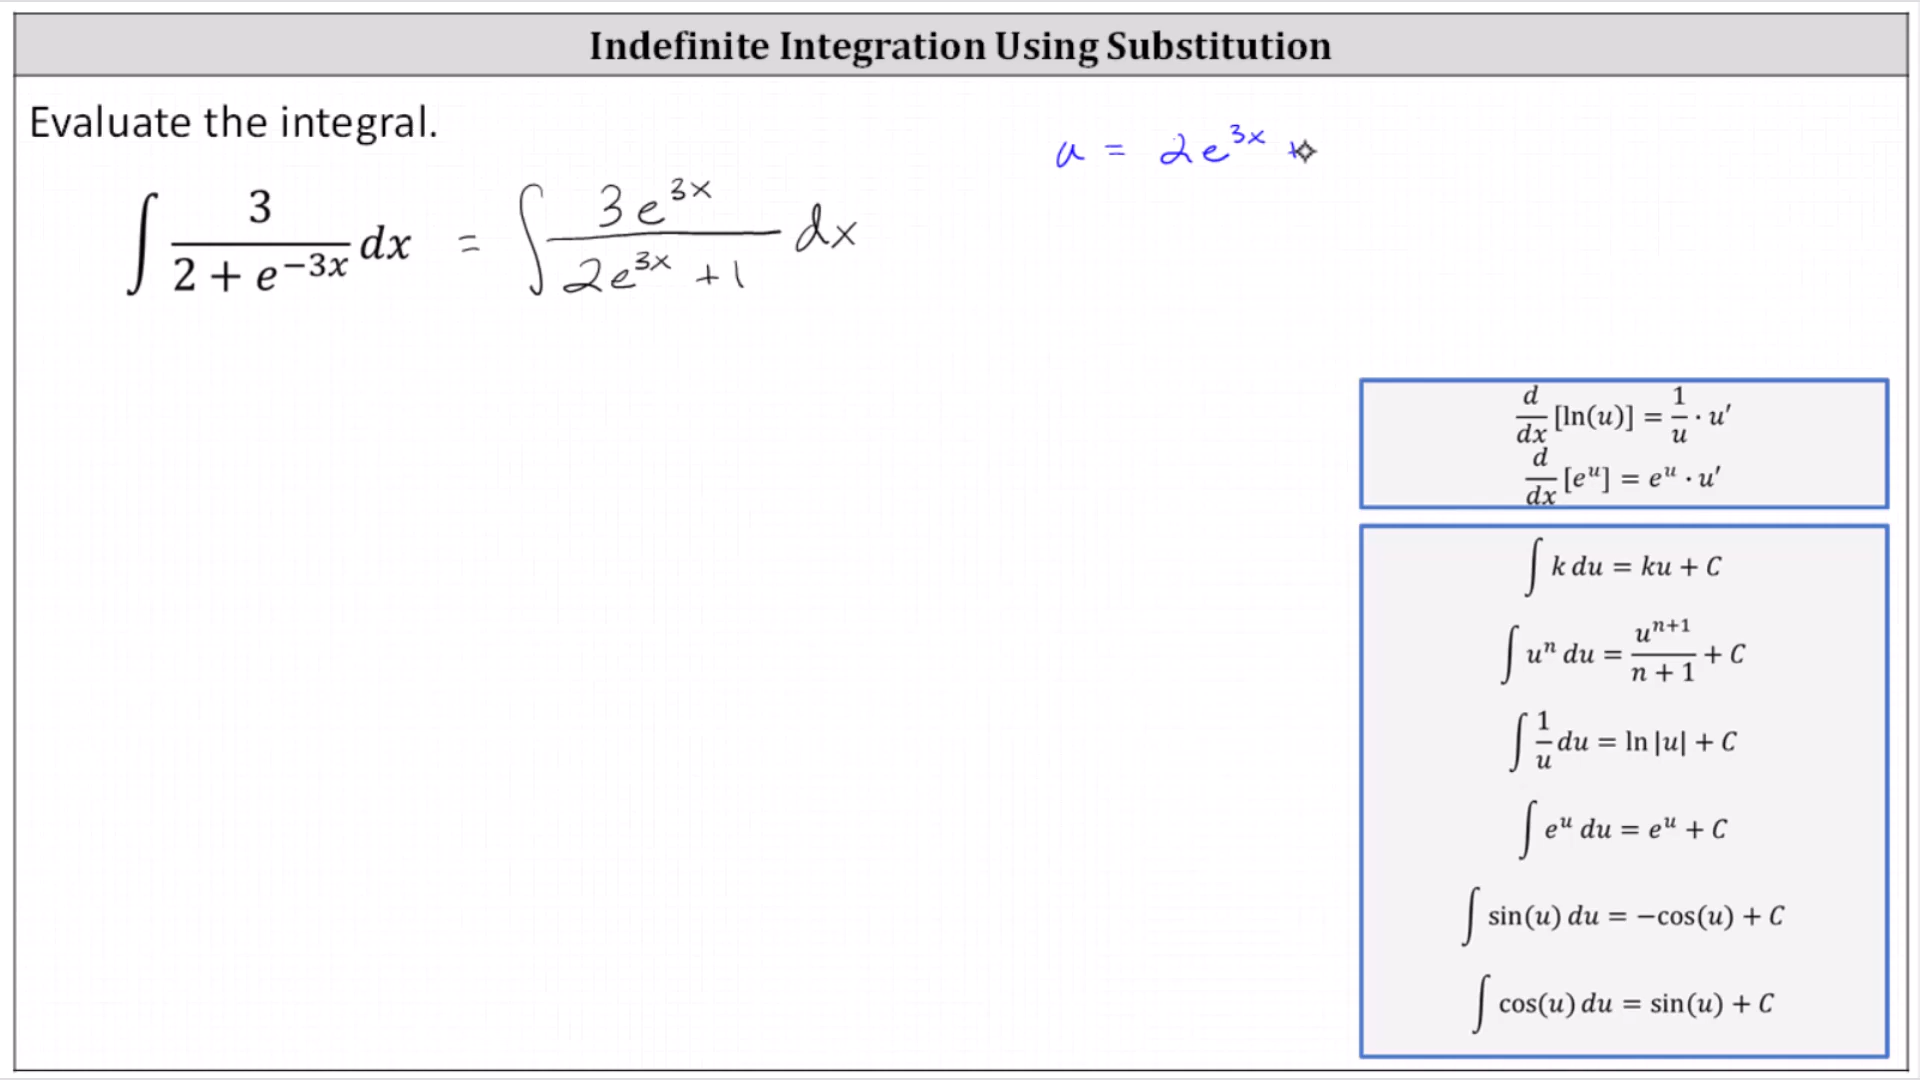 Indefinite Integration Using Substitution
Evaluate the integral.
∫ 3/(2 + e^(−3x)) dx = ∫ 3e^(3x)/(2e^(3x) + 1) dx
u = 2e^(3x) +
d/dx [ln(u)] = 1/u · u′
d/dx [e^u] = e^u · u′
∫ k du = ku + C
∫ u^n du = u^(n+1)/(n + 1) + C
∫ 1/u du = ln |u| + C
∫ e^u du = e^u + C
∫ sin(u) du = −cos(u) + C
∫ cos(u) du = sin(u) + C